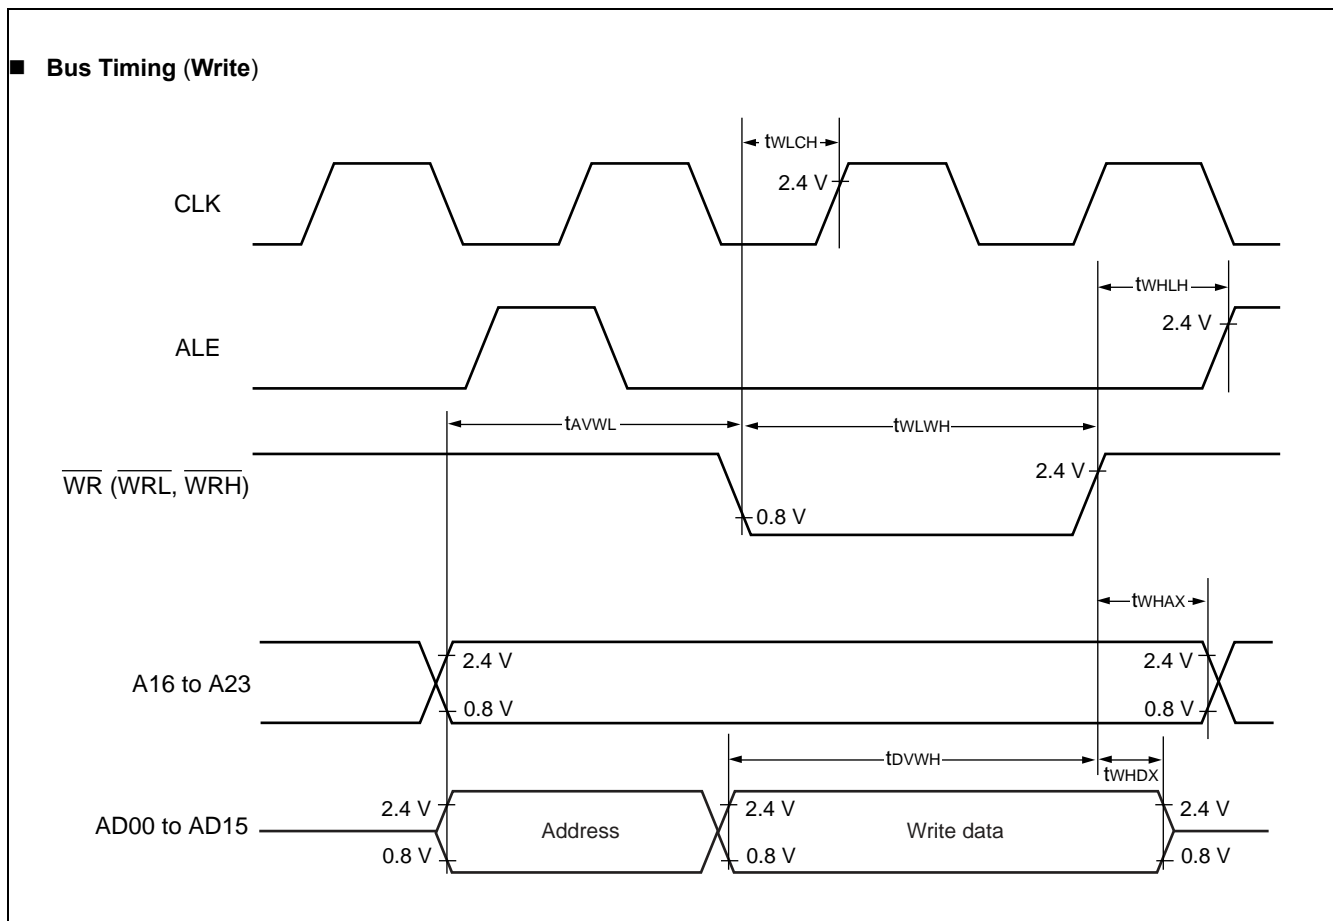 ■ Bus Timing (Write)
tWLCH
2.4 V
CLK
tWHLH
2.4 V
ALE
tAVWL
tWLWH
2.4 V
WR (WRL, WRH)
0.8 V
tWHAX
2.4 V
2.4 V
A16 to A23
0.8 V
0.8 V
tDVWH
tWHDX
2.4 V
2.4 V
2.4 V
AD00 to AD15
Address
Write data
0.8 V
0.8 V
0.8 V